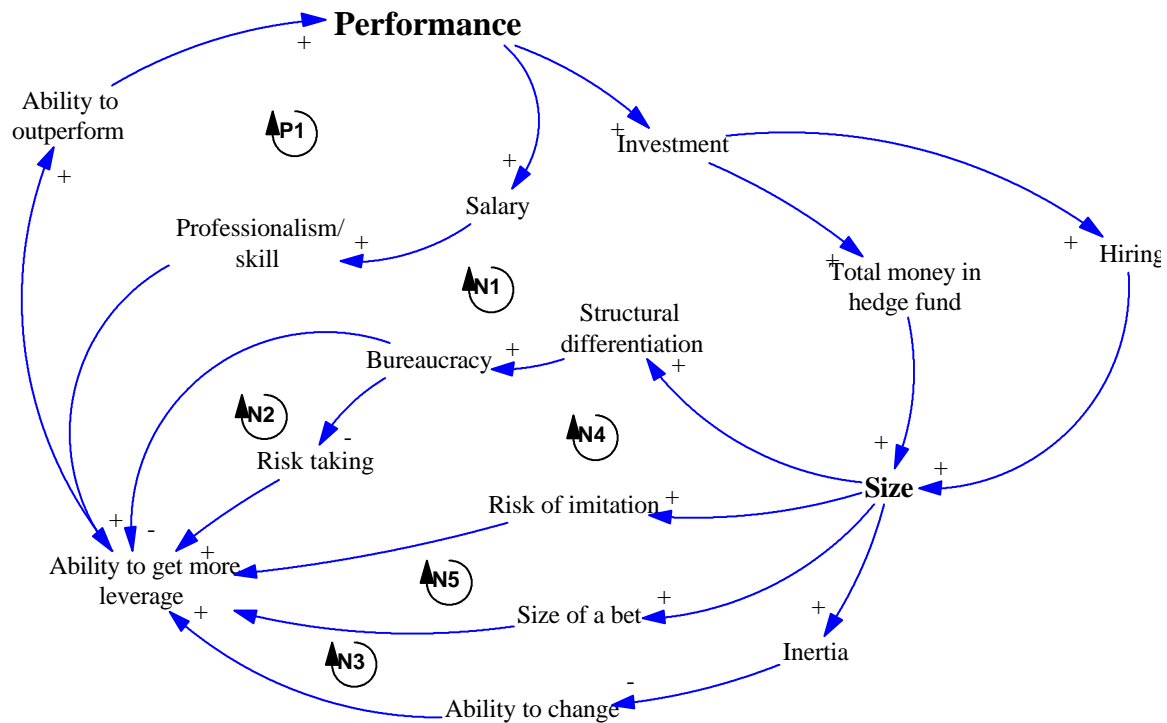 Performance
+
Ability to
outperform
+
P1
+
Investment
+
Salary
+
Professionalism/
skill
+
Hiring
+
Total money in
hedge fund
N1
Structural
differentiation
+
Bureaucracy
+
N2
-
Risk taking
N4
+
+
Size
Risk of imitation
+
+
-
+
Ability to get more
leverage
N5
+
Size of a bet
+
+
N3
Inertia
-
Ability to change